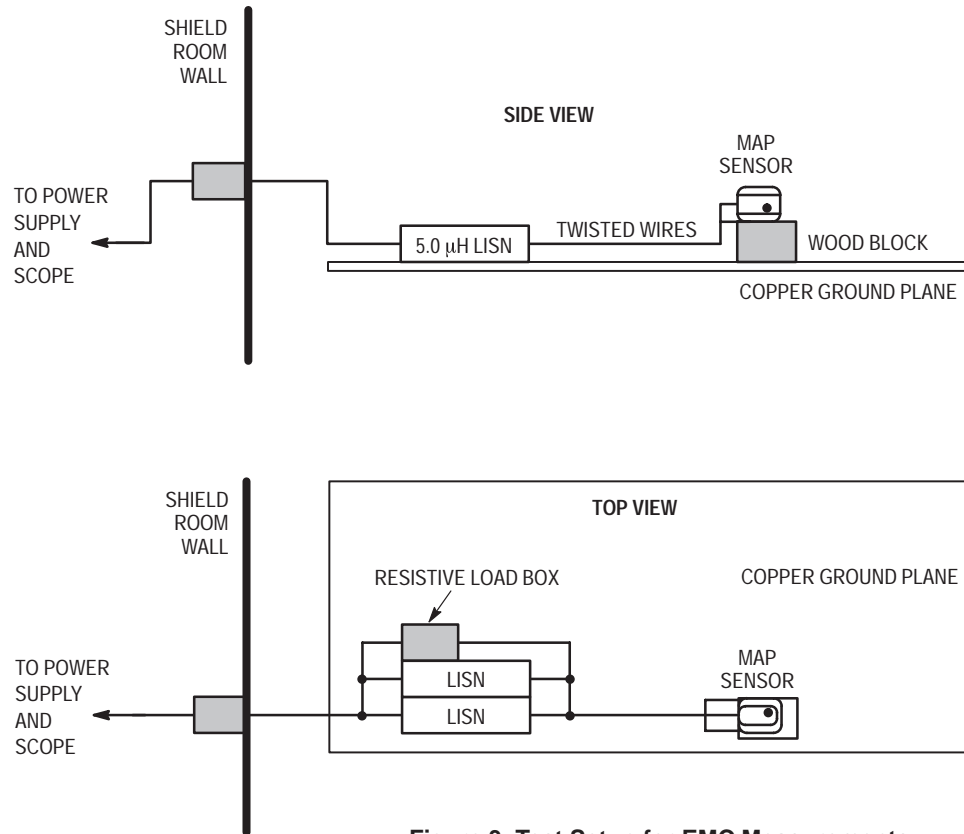 SHIELD
ROOM
WALL
SIDE VIEW
MAP
SENSOR
TO POWER
SUPPLY
AND
SCOPE
5.0 μH LISN
TWISTED WIRES
WOOD BLOCK
COPPER GROUND PLANE
SHIELD
ROOM
WALL
TOP VIEW
RESISTIVE LOAD BOX
COPPER GROUND PLANE
TO POWER
SUPPLY
AND
SCOPE
LISN
LISN
MAP
SENSOR